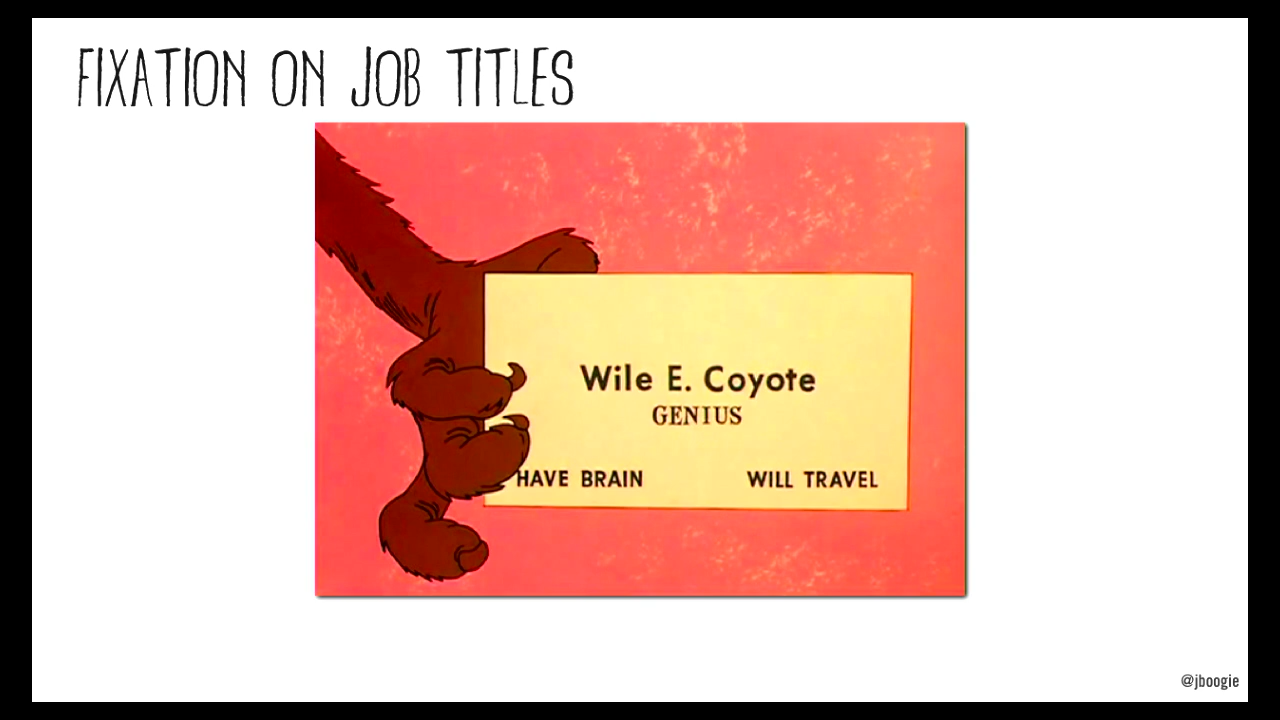 FIXATION ON JOB TITLES
Wile E. Coyote
GENIUS
HAVE BRAIN WILL TRAVEL
@jboogie